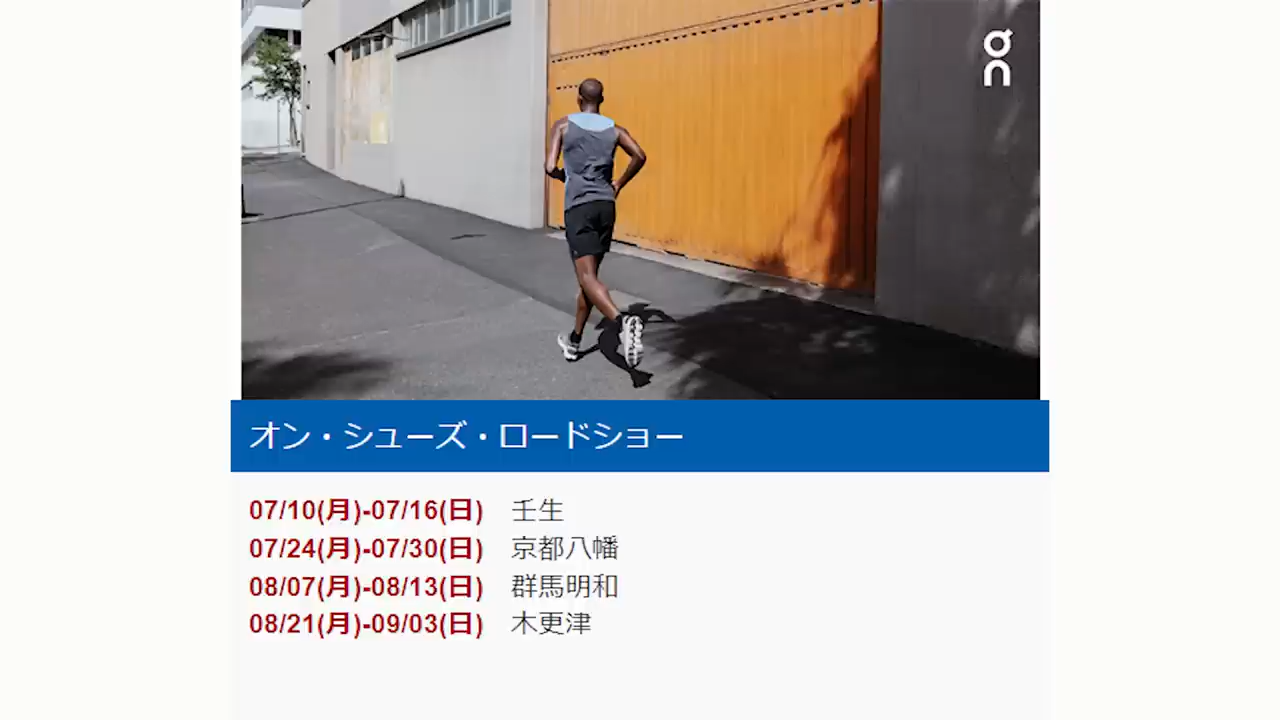 on
オン・シューズ・ロードショー
07/10(月)-07/16(日) 壬生
07/24(月)-07/30(日) 京都八幡
08/07(月)-08/13(日) 群馬明和
08/21(月)-09/03(日) 木更津